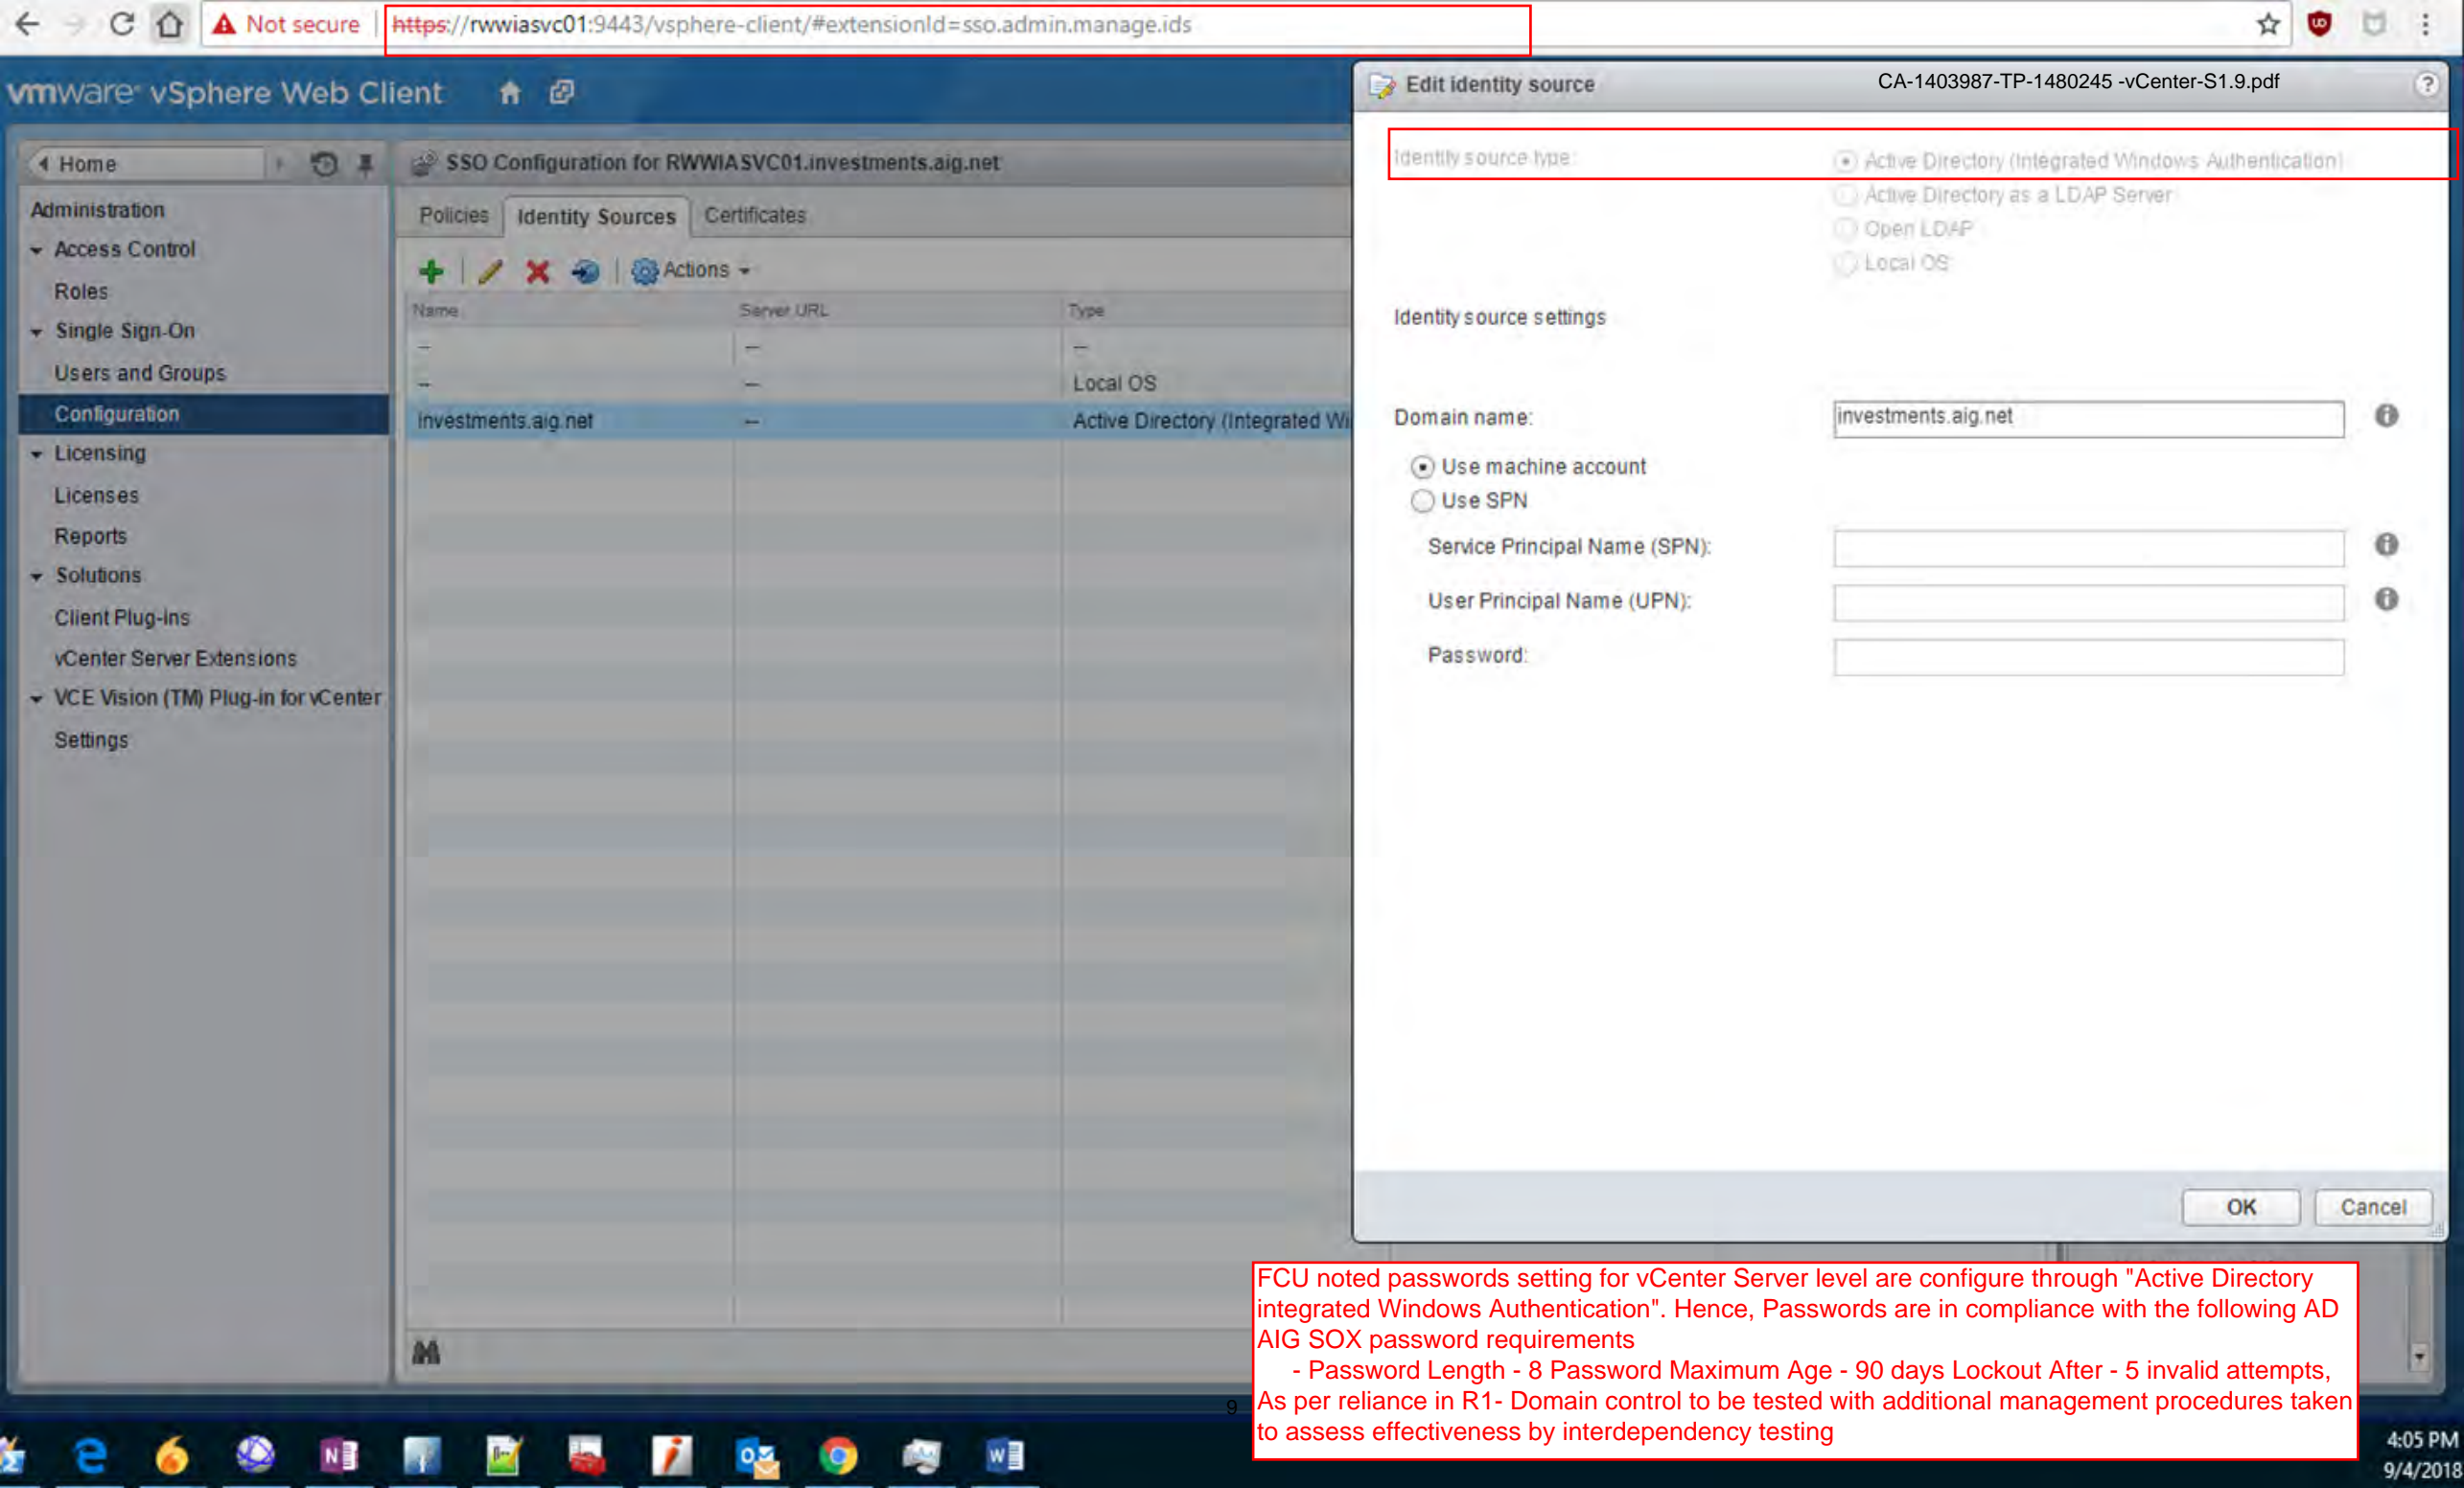 Not secure
https://rwwiasvc01:9443/vsphere-client/#extensionId=sso.admin.manage.ids
vmware® vSphere Web Client
Home
Administration
Access Control
Roles
Single Sign-On
Users and Groups
Configuration
Licensing
Licenses
Reports
Solutions
Client Plug-Ins
vCenter Server Extensions
VCE Vision (TM) Plug-in for vCenter
Settings
SSO Configuration for RWWIASVC01.investments.aig.net
Policies Identity Sources Certificates
Actions
Name Server URL Type
-- -- --
-- -- Local OS
investments.aig.net -- Active Directory (Integrated Wi
Edit identity source
CA-1403987-TP-1480245 -vCenter-S1.9.pdf
Identity source type: Active Directory (Integrated Windows Authentication)
Active Directory as a LDAP Server
Open LDAP
Local OS
Identity source settings
Domain name: investments.aig.net
Use machine account
Use SPN
Service Principal Name (SPN):
User Principal Name (UPN):
Password:
OK Cancel
FCU noted passwords setting for vCenter Server level are configure through "Active Directory
integrated Windows Authentication". Hence, Passwords are in compliance with the following AD
AIG SOX password requirements
- Password Length - 8 Password Maximum Age - 90 days Lockout After - 5 invalid attempts,
As per reliance in R1- Domain control to be tested with additional management procedures taken
to assess effectiveness by interdependency testing
9
4:05 PM
9/4/2018